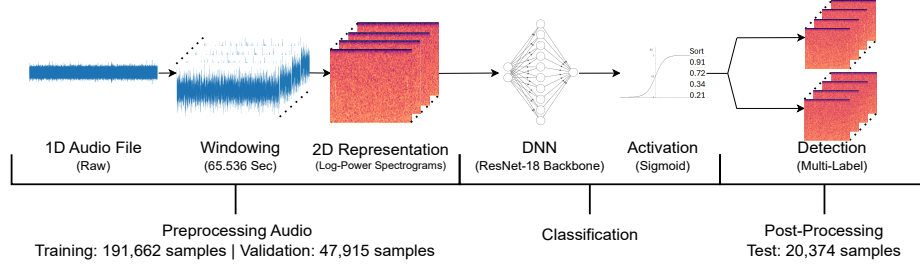 Sort
0.91
0.72
0.34
0.21
1D Audio File
(Raw)
Windowing
(65.536 Sec)
2D Representation
(Log-Power Spectrograms)
DNN
(ResNet-18 Backbone)
Activation
(Sigmoid)
Detection
(Multi-Label)
Preprocessing Audio
Training: 191,662 samples | Validation: 47,915 samples
Classification
Post-Processing
Test: 20,374 samples